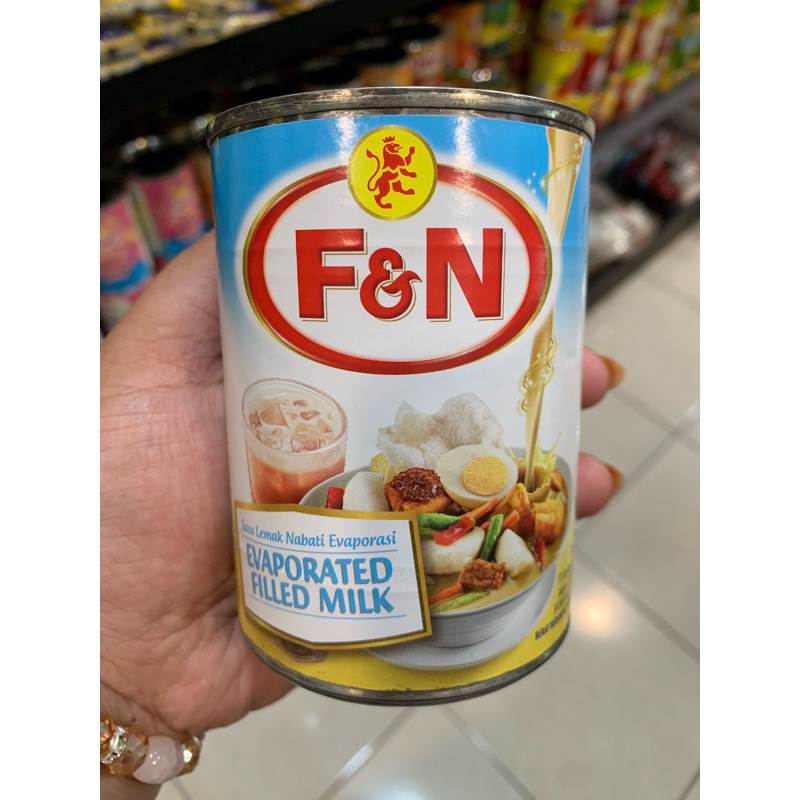 F&N
Susu Lemak Nabati Evaporasi
EVAPORATED
FILLED MILK